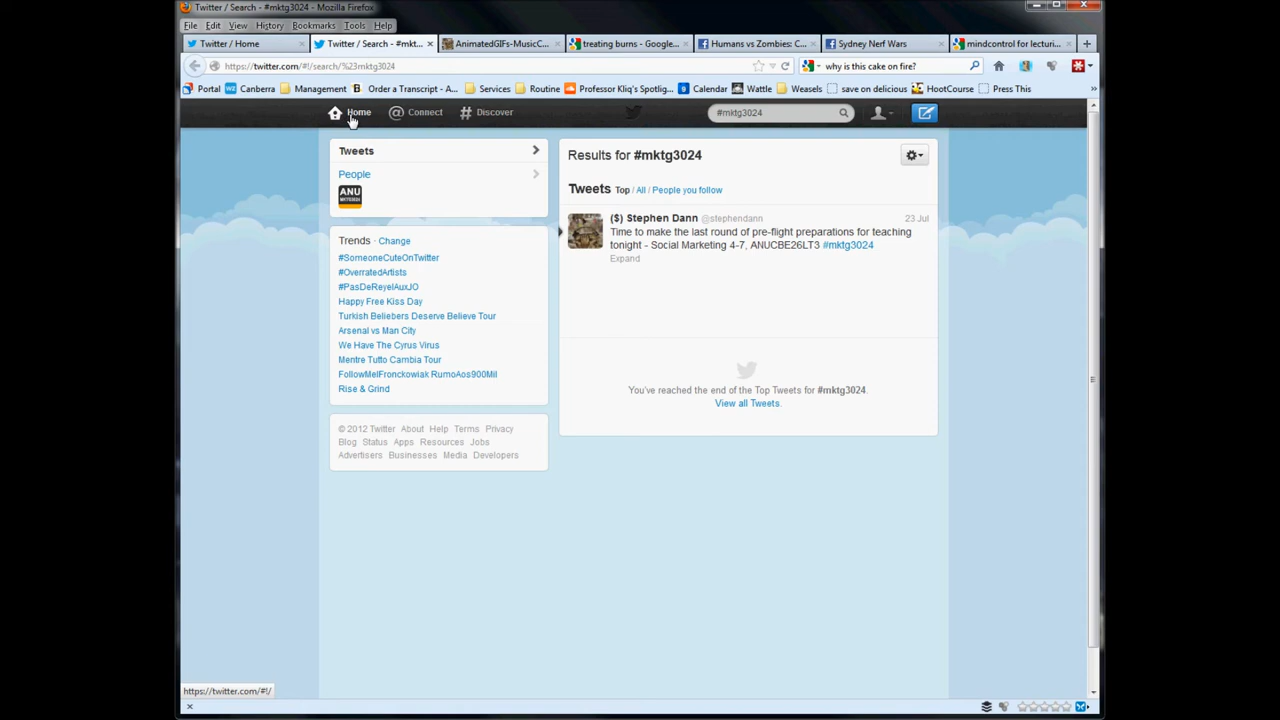 Twitter / Search - #mktg3024 - Mozilla Firefox
File Edit View History Bookmarks Tools Help
Twitter / Home
Twitter / Search - #mkt...
AnimatedGIFs-MusicC...
treating burns - Google...
Humans vs Zombies: C...
Sydney Nerf Wars
mindcontrol for lecturi...
https://twitter.com/#!/search/%23mktg3024
why is this cake on fire?
Portal Canberra Management Order a Transcript - A... Services Routine Professor Kliq's Spotlig... Calendar Wattle Weasels save on delicious HootCourse Press This
Home Connect Discover
#mktg3024
Tweets
People
ANU
MKTG3024
Trends · Change
#SomeoneCuteOnTwitter
#OverratedArtists
#PasDeReyelAuxJO
Happy Free Kiss Day
Turkish Beliebers Deserve Believe Tour
Arsenal vs Man City
We Have The Cyrus Virus
Mentre Tutto Cambia Tour
FollowMeIFronckowiak RumoAos900Mil
Rise & Grind
© 2012 Twitter About Help Terms Privacy
Blog Status Apps Resources Jobs
Advertisers Businesses Media Developers
Results for #mktg3024
Tweets Top / All / People you follow
($) Stephen Dann @stephendann 23 Jul
Time to make the last round of pre-flight preparations for teaching
tonight - Social Marketing 4-7, ANUCBE26LT3 #mktg3024
Expand
You've reached the end of the Top Tweets for #mktg3024.
View all Tweets.
https://twitter.com/#!/